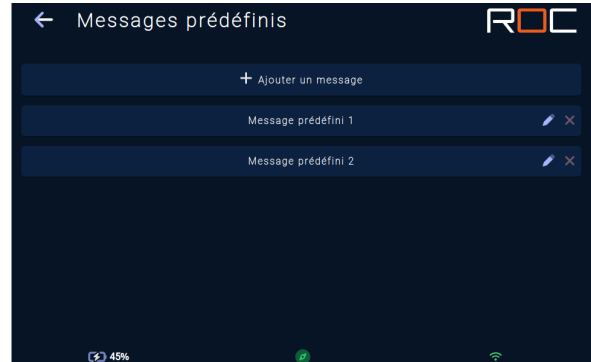 Messages prédéfinis
ROC
Ajouter un message
Message prédéfini 1
Message prédéfini 2
45%